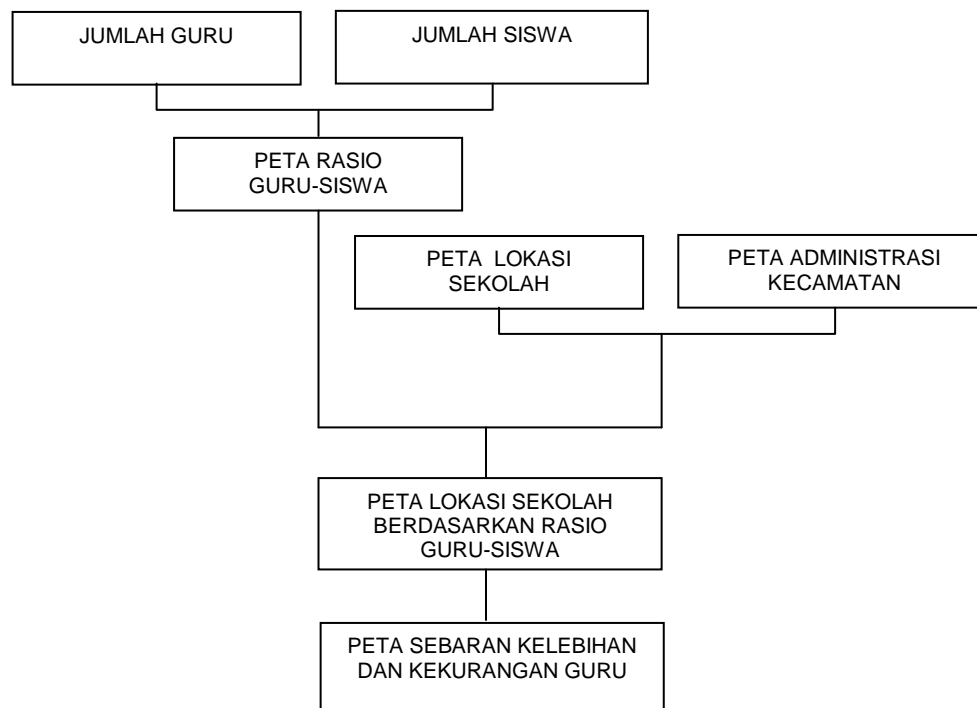 JUMLAH GURU
JUMLAH SISWA
PETA RASIO
GURU-SISWA
PETA LOKASI
SEKOLAH
PETA ADMINISTRASI
KECAMATAN
PETA LOKASI SEKOLAH
BERDASARKAN RASIO
GURU-SISWA
PETA SEBARAN KELEBIHAN
DAN KEKURANGAN GURU